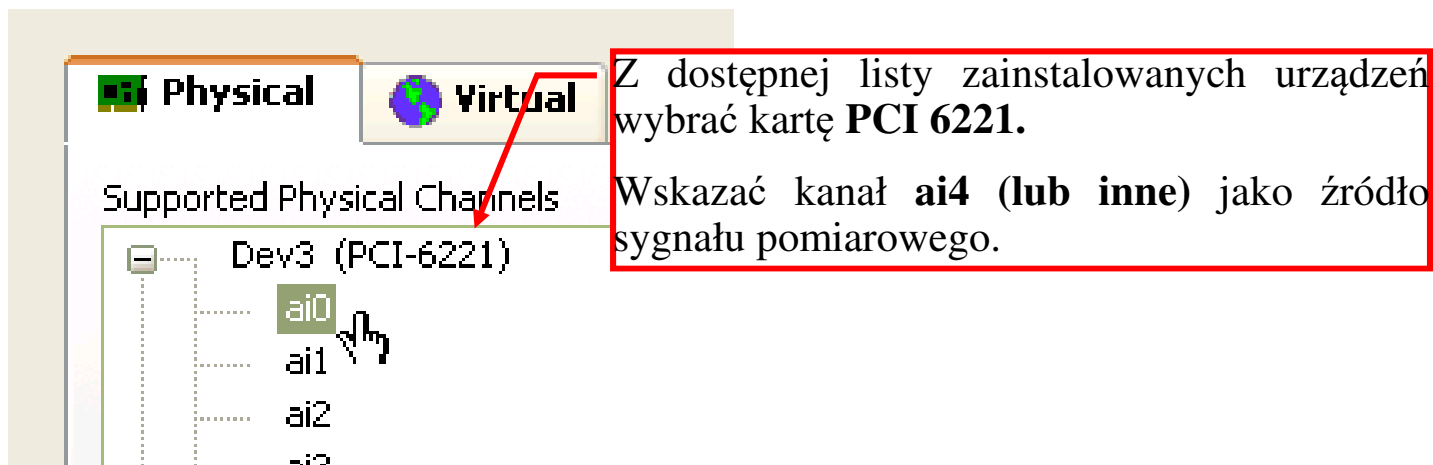 Physical
Virtual
Z dostępnej listy zainstalowanych urządzeń
wybrać kartę PCI 6221.
Wskazać kanał ai4 (lub inne) jako źródło
sygnału pomiarowego.
Supported Physical Channels
Dev3 (PCI-6221)
ai0
ai1
ai2
ai3